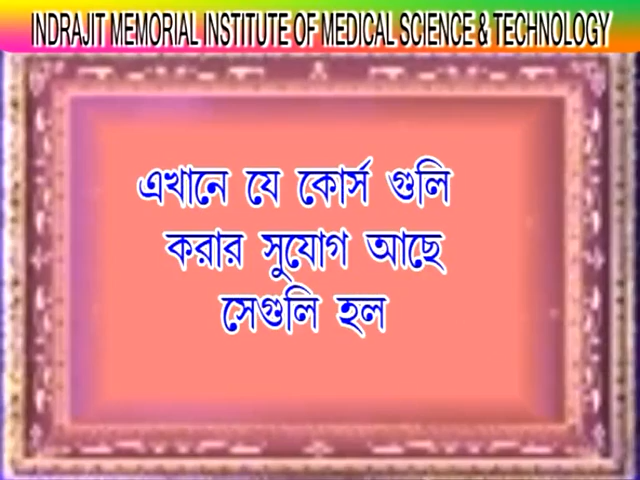 INDRAJIT MEMORIAL INSTITUTE OF MEDICAL SCIENCE & TECHNOLOGY
এখানে যে কোর্স গুলি
করার সুযোগ আছে
সেগুলি হল